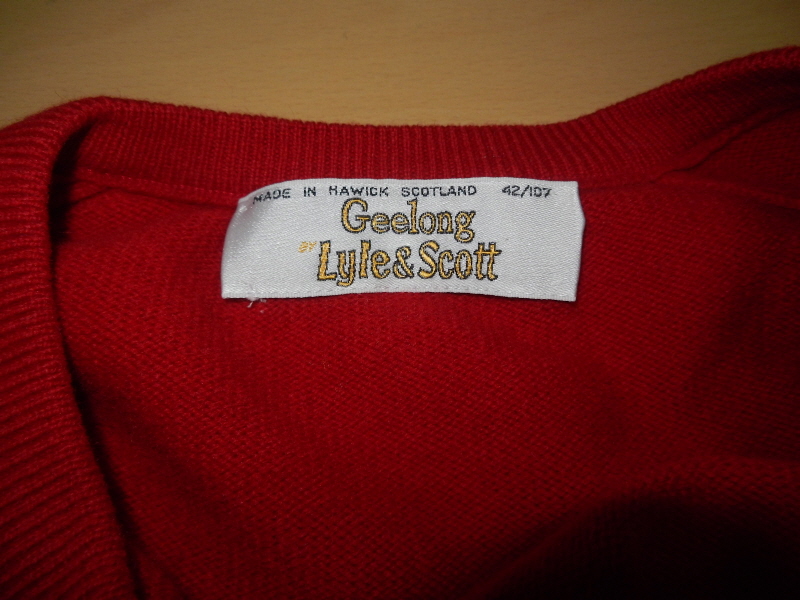 MADE IN HAWICK SCOTLAND 42/107
Geelong
BY Lyle & Scott